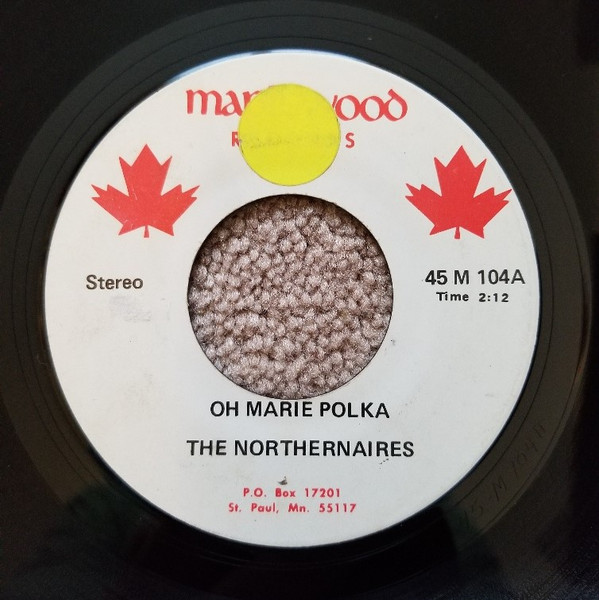 Stereo
45 M 104A
Time 2:12
OH MARIE POLKA
THE NORTHERNAIRES
P.O. Box 17201
St. Paul, Mn. 55117